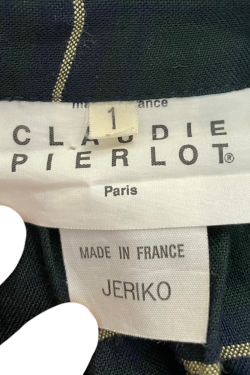 1
CLAUDIE
PIERLOT®
Paris
MADE IN FRANCE
JERIKO